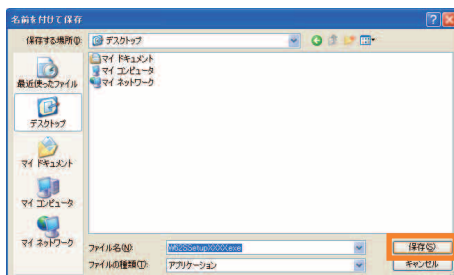 名前を付けて保存
保存する場所(I):
デスクトップ
最近使ったファイル
デスクトップ
マイ ドキュメント
マイ コンピュータ
マイ ネットワーク
マイ ドキュメント
マイ コンピュータ
マイ ネットワーク
ファイル名(N):
WS2SSetupXXXX.exe
保存(S)
ファイルの種類(T):
アプリケーション
キャンセル